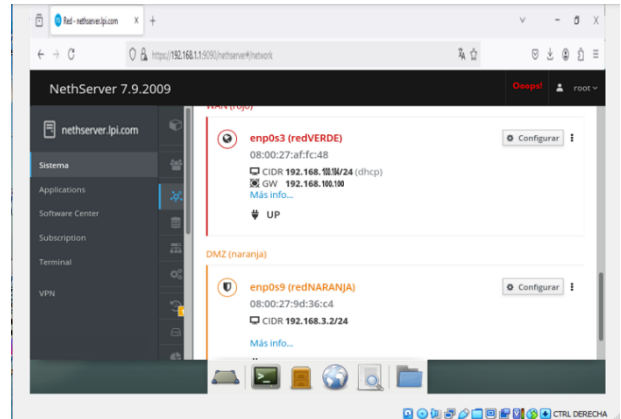 Red - nethserver.lpi.com
https://192.168.1.1:9090/nethserver#/network
NethServer 7.9.2009
Ooops!
root
nethserver.lpi.com
Sistema
Applications
Software Center
Subscription
Terminal
VPN
WAN (rojo)
enp0s3 (redVERDE)
Configurar
08:00:27:af:fc:48
CIDR 192.168.100.184/24 (dhcp)
GW 192.168.100.100
Más info...
UP
DMZ (naranja)
enp0s9 (redNARANJA)
Configurar
08:00:27:9d:36:c4
CIDR 192.168.3.2/24
Más info...
CTRL DERECHA